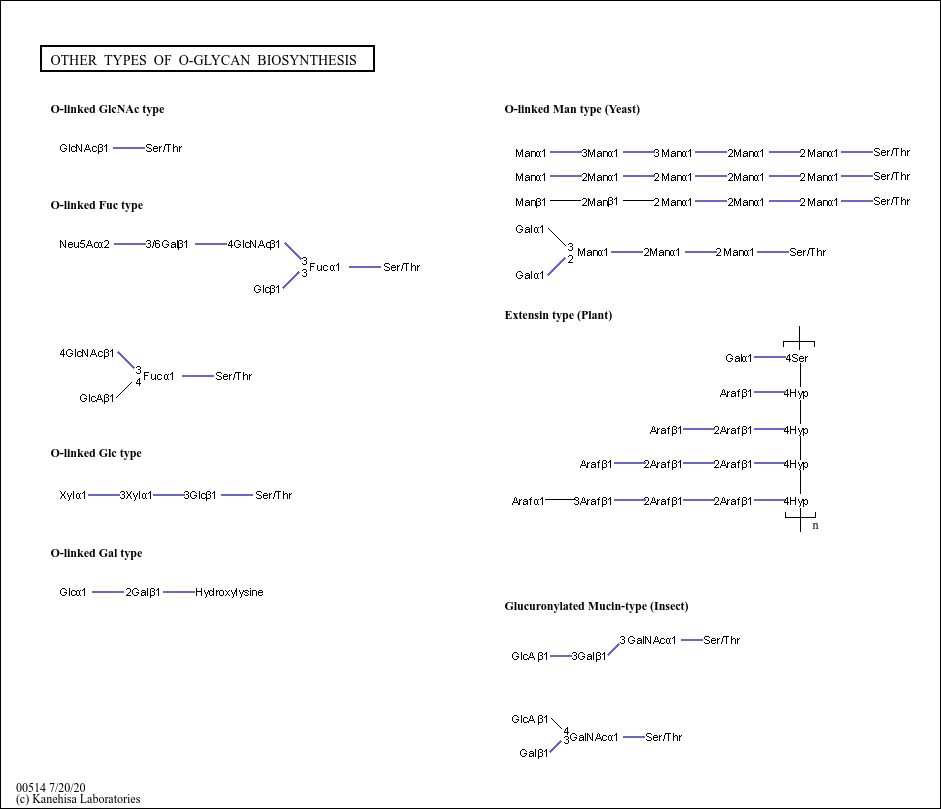 OTHER TYPES OF O-GLYCAN BIOSYNTHESIS
O-linked GlcNAc type
GlcNAcβ1 Ser/Thr
O-linked Fuc type
Neu5Acα2 3/6Galβ1 4GlcNAcβ1
3 Fucα1 Ser/Thr
3
Glcβ1
4GlcNAcβ1
3 Fucα1 Ser/Thr
4
GlcAβ1
O-linked Glc type
Xylα1 3Xylα1 3Glcβ1 Ser/Thr
O-linked Gal type
Glcα1 2Galβ1 Hydroxylysine
O-linked Man type (Yeast)
Manα1 3Manα1 3Manα1 2Manα1 2Manα1 Ser/Thr
Manα1 2Manα1 2Manα1 2Manα1 2Manα1 Ser/Thr
Manβ1 2Manβ1 2Manα1 2Manα1 2Manα1 Ser/Thr
Galα1
3 Manα1 2Manα1 2Manα1 Ser/Thr
2
Galα1
Extensin type (Plant)
Galα1 4Ser
Arafβ1 4Hyp
Arafβ1 2Arafβ1 4Hyp
Arafβ1 2Arafβ1 2Arafβ1 4Hyp
Arafα1 3Arafβ1 2Arafβ1 2Arafβ1 4Hyp
n
Glucuronylated Mucin-type (Insect)
3GalNAcα1 Ser/Thr
GlcAβ1 3Galβ1
GlcAβ1
4
3GalNAcα1 Ser/Thr
Galβ1
00514 7/20/20
(c) Kanehisa Laboratories